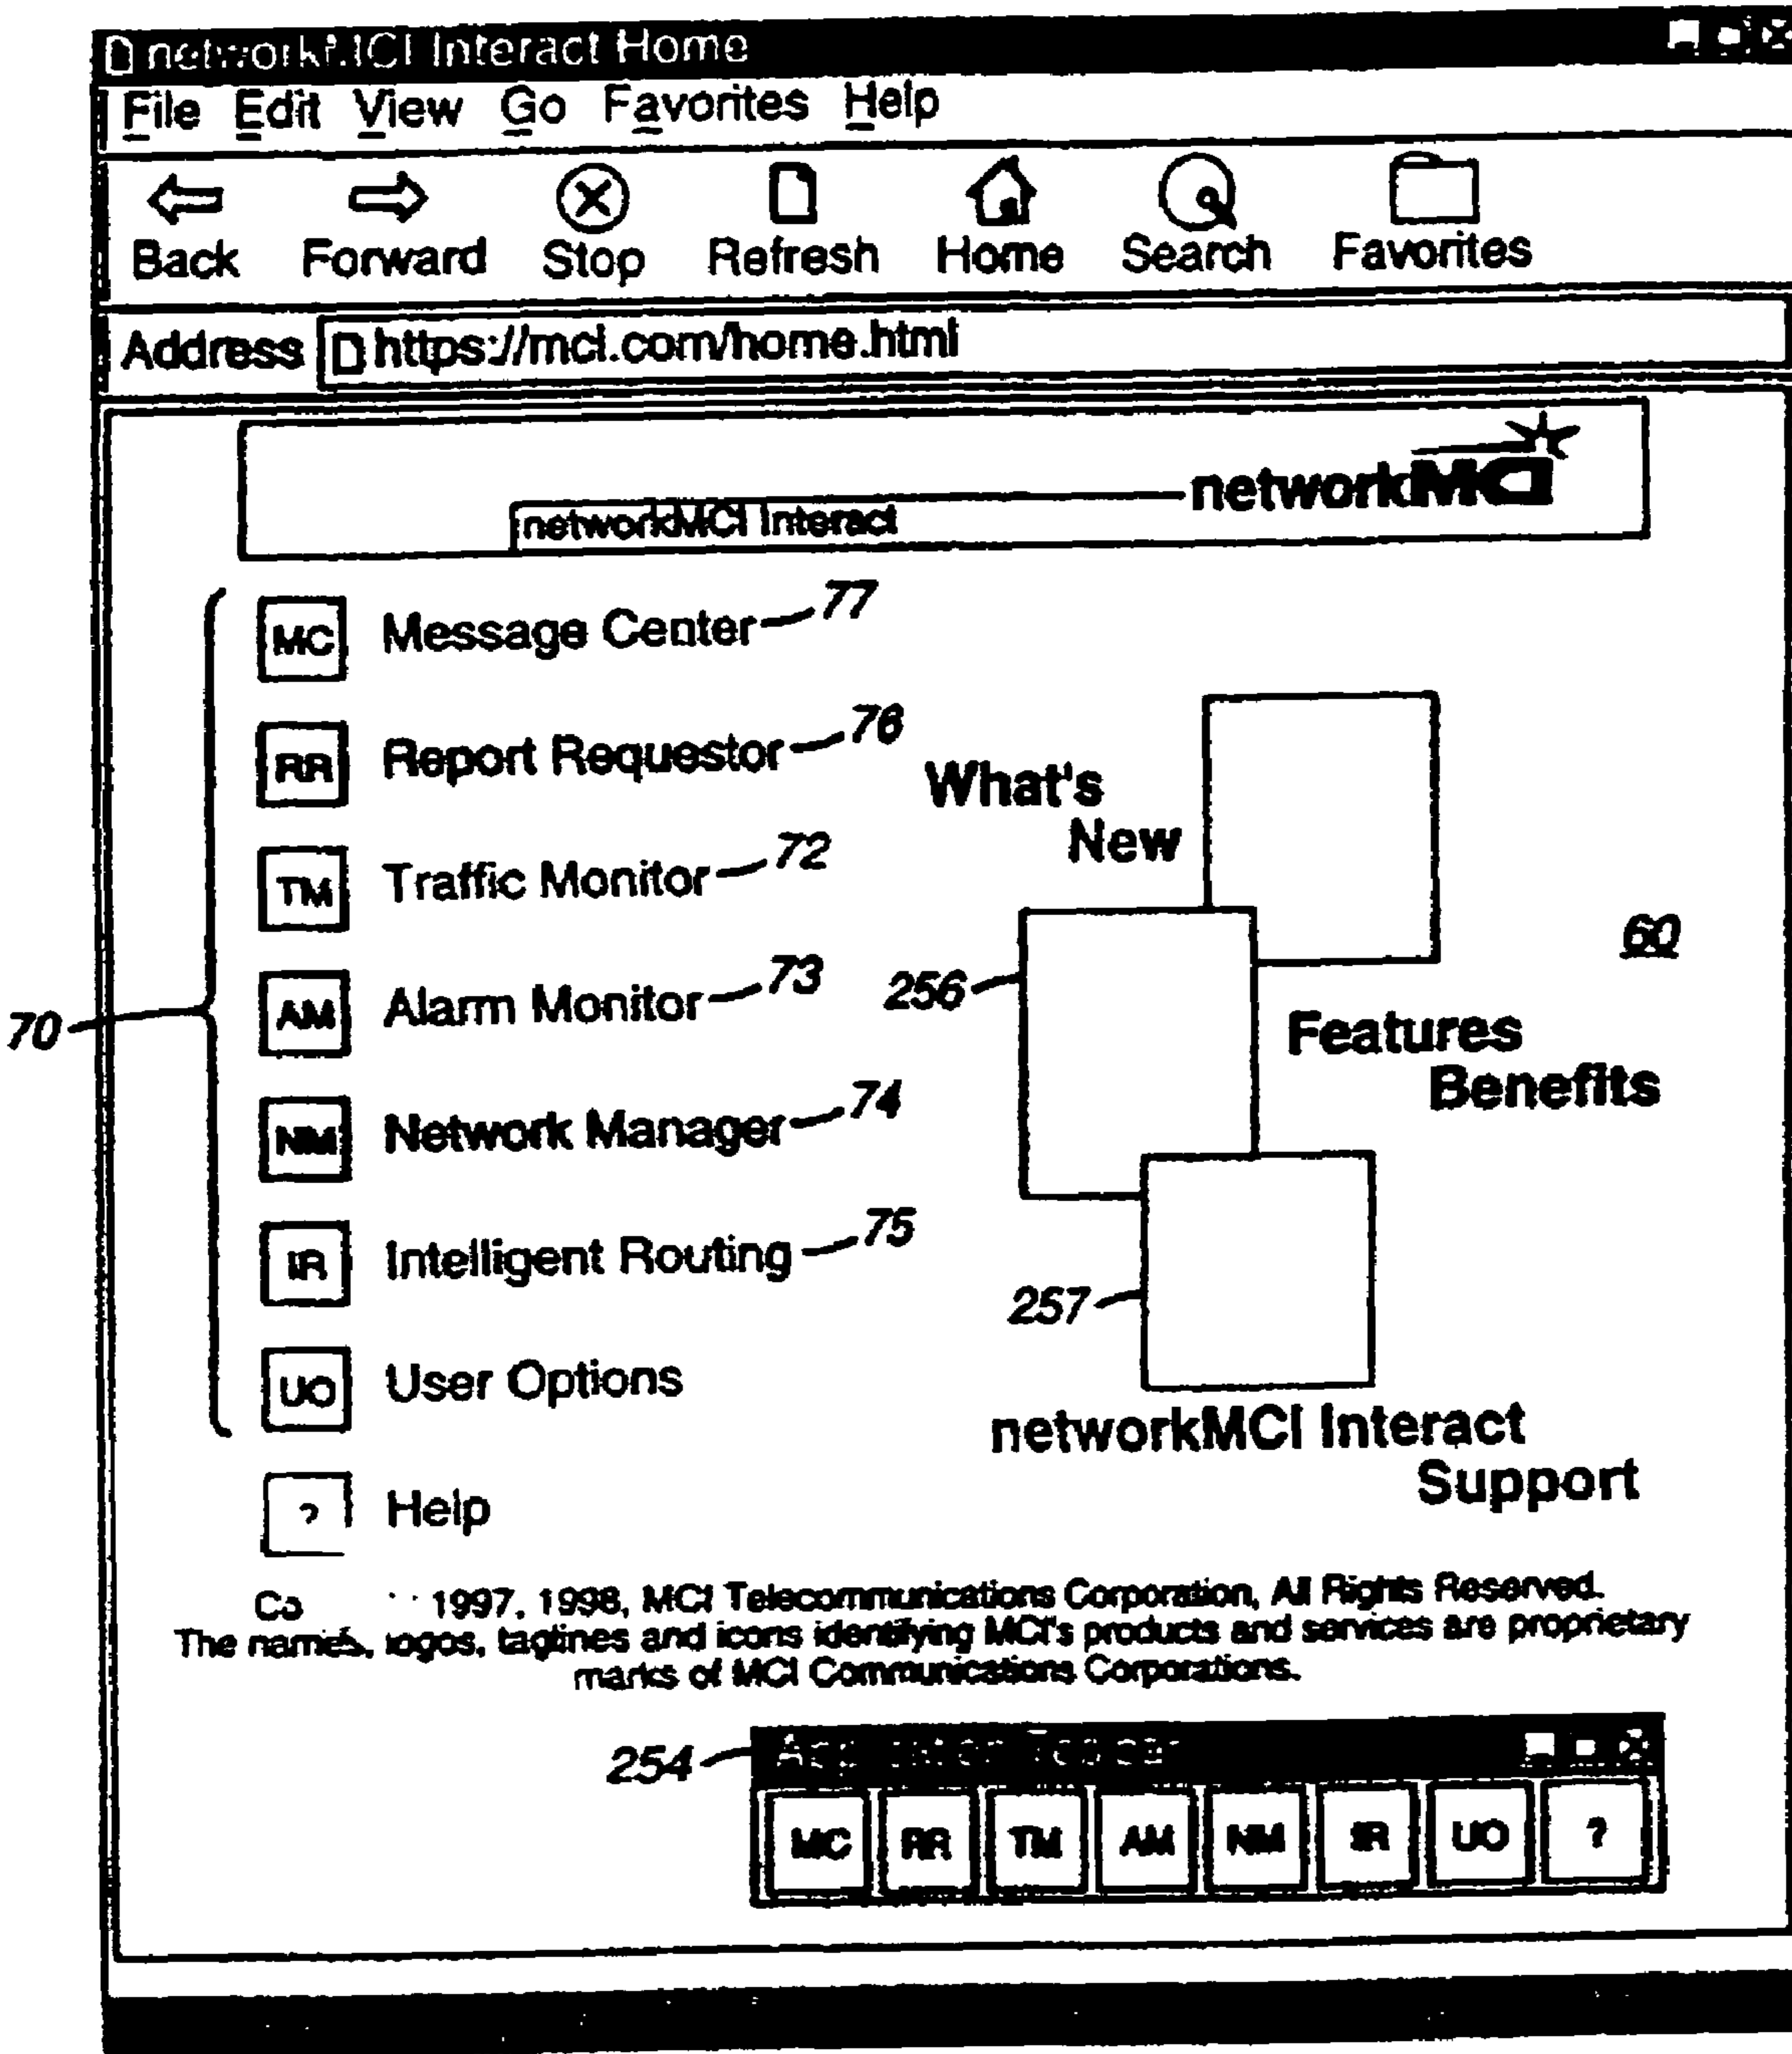 networkMCI Interact Home
File Edit View Go Favorites Help
Back Forward Stop Refresh Home Search Favorites
Address https://mci.com/home.html
networkMCI
networkMCI Interact
MC Message Center 77
RR Report Requestor 76
What's
New
TM Traffic Monitor 72
60
AM Alarm Monitor 73
256
70
Features
Benefits
NM Network Manager 74
IR Intelligent Routing 75
257
UO User Options
networkMCI Interact
Support
? Help
1997, 1998, MCI Telecommunications Corporation, All Rights Reserved.
The names, logos, taglines and icons identifying MCI's products and services are proprietary
marks of MCI Communications Corporations.
254
MC RR TM AM NM IR UO ?